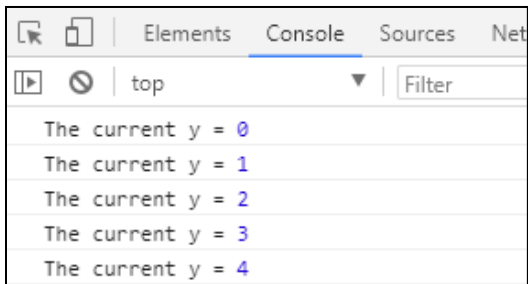 Elements Console Sources Net
top Filter
The current y = 0
The current y = 1
The current y = 2
The current y = 3
The current y = 4